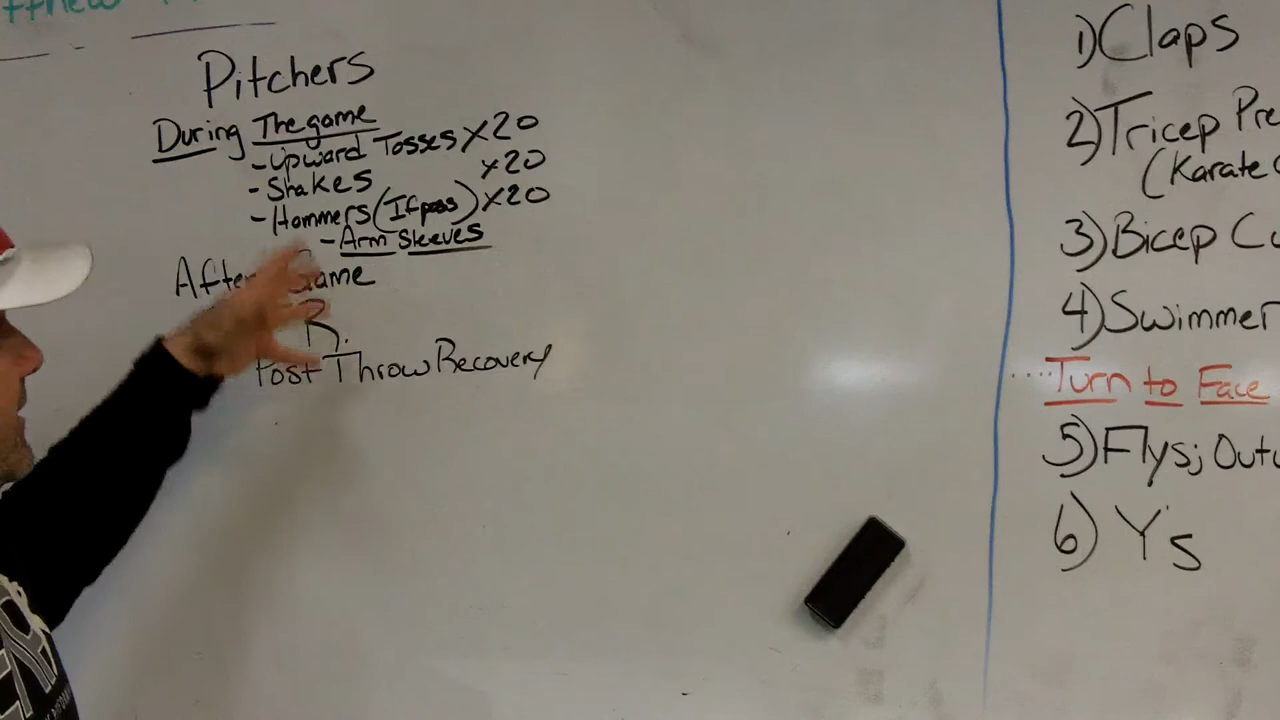 Pitchers
During The game
- Upward Tosses x20
- Shakes x20
- Hammers (If poss) x20
- Arm Sleeves
After Game
Post Throw Recovery
1) Claps
2) Tricep Pre
(Karate
3) Bicep Cu
4) Swimmer
....Turn to Face
5) Flys; Outw
6) Y's